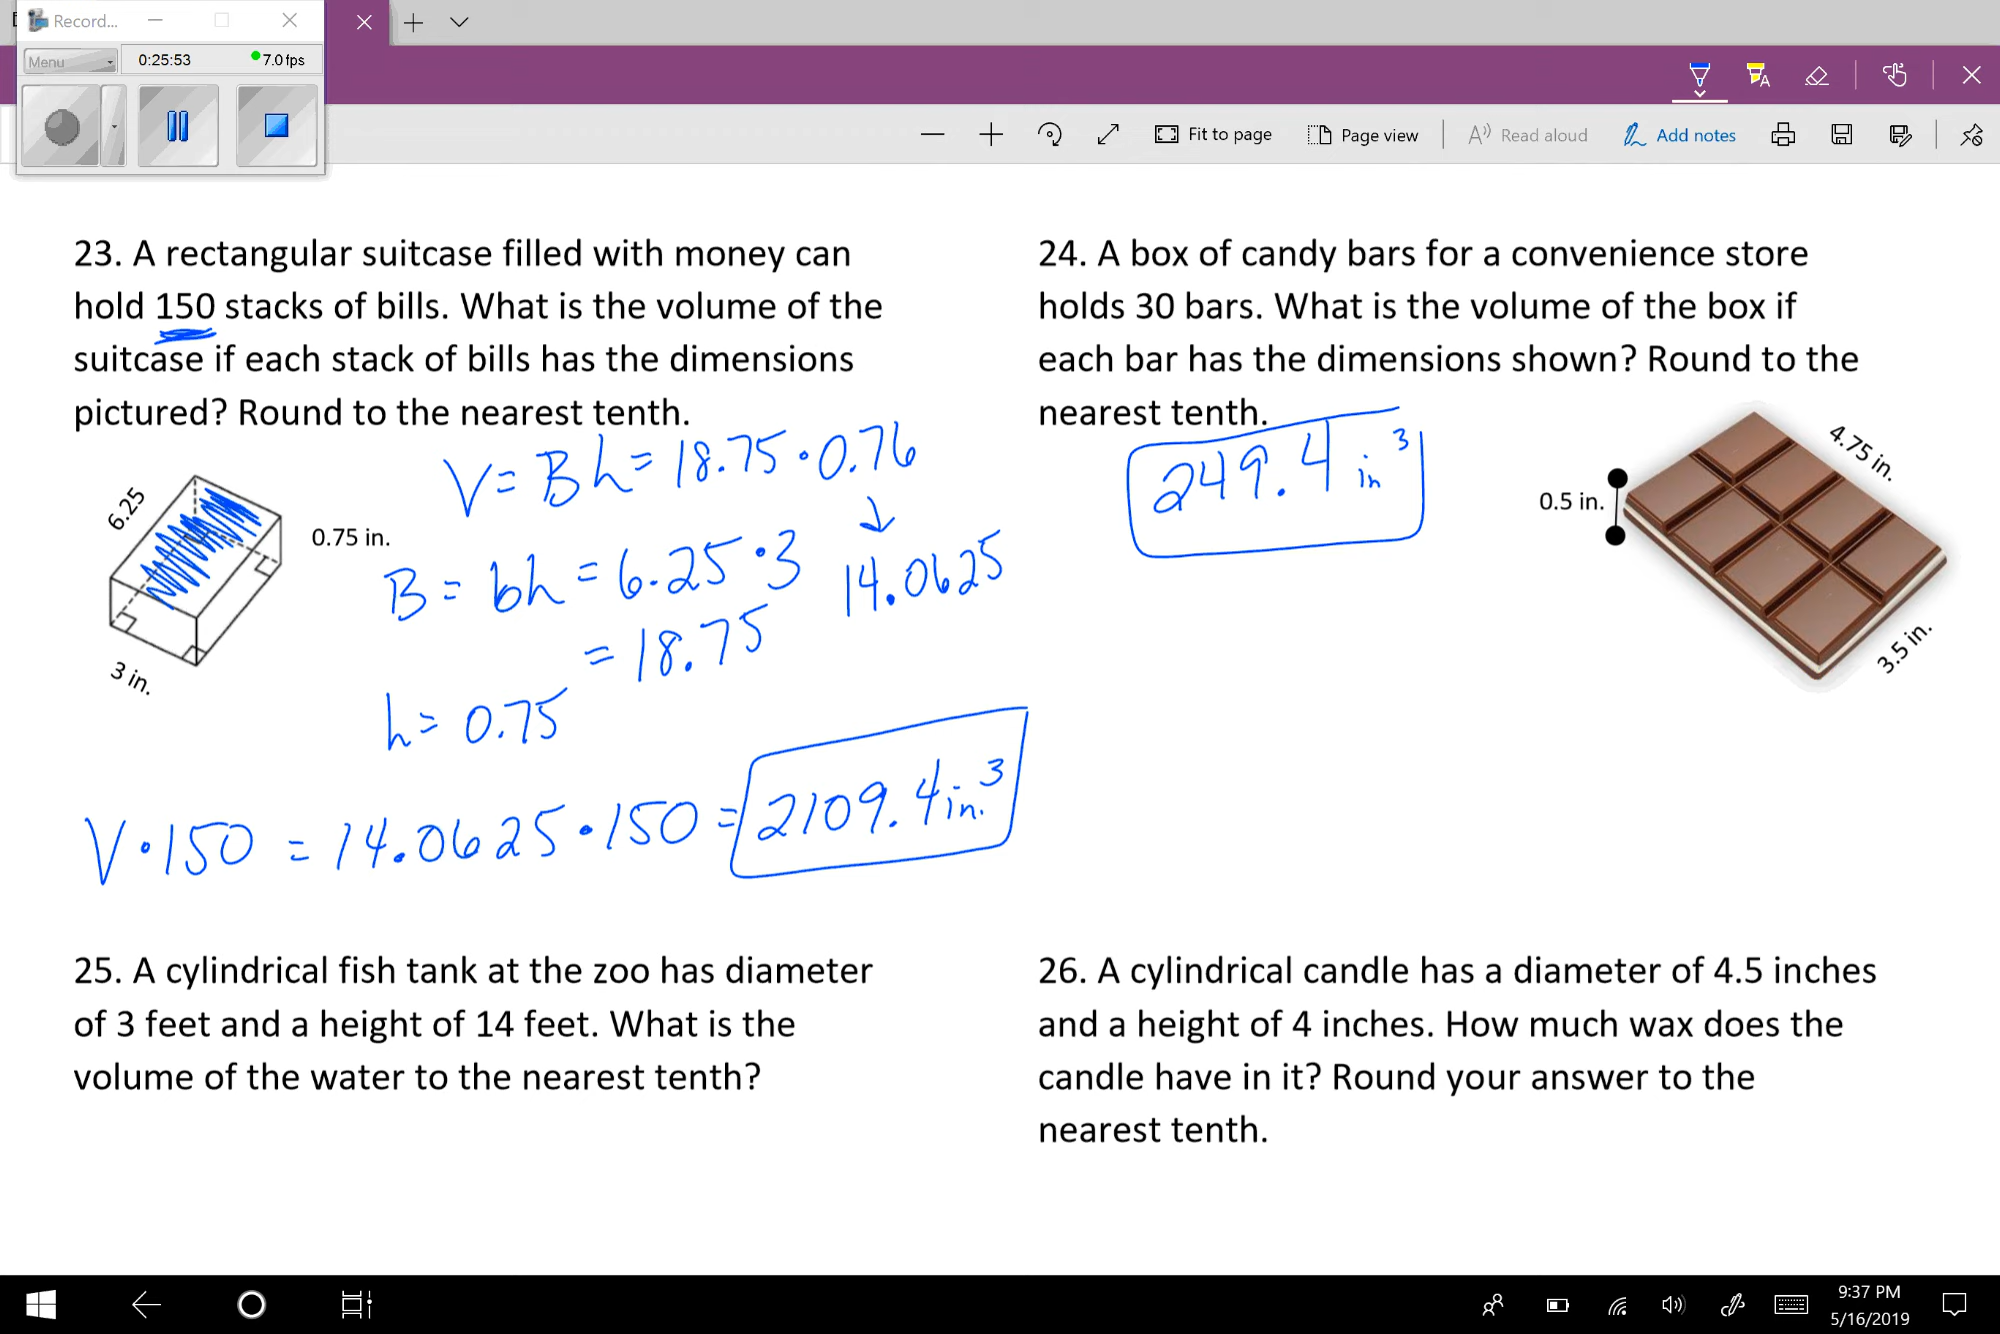 Record...
Menu
0:25:53
7.0 fps
Fit to page
Page view
Read aloud
Add notes
23. A rectangular suitcase filled with money can
hold 150 stacks of bills. What is the volume of the
suitcase if each stack of bills has the dimensions
pictured? Round to the nearest tenth.
6.25
0.75 in.
3 in.
V = Bh = 18.75 · 0.76
↓
14.0625
B = bh = 6.25 · 3
= 18.75
h = 0.75
V · 150 = 14.0625 · 150 = 2109.4 in.³
24. A box of candy bars for a convenience store
holds 30 bars. What is the volume of the box if
each bar has the dimensions shown? Round to the
nearest tenth.
249.4 in³
4.75 in.
0.5 in.
3.5 in.
25. A cylindrical fish tank at the zoo has diameter
of 3 feet and a height of 14 feet. What is the
volume of the water to the nearest tenth?
26. A cylindrical candle has a diameter of 4.5 inches
and a height of 4 inches. How much wax does the
candle have in it? Round your answer to the
nearest tenth.
9:37 PM
5/16/2019